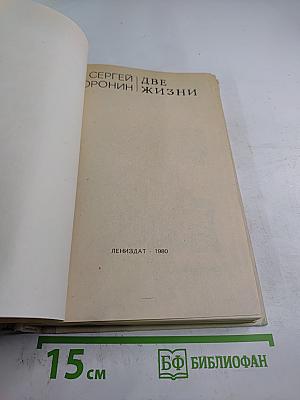 СЕРГЕЙ
ОРОНИН
ДВЕ
ЖИЗНИ
ЛЕНИЗДАТ · 1980
15 см
БФ БИБЛИОФАН